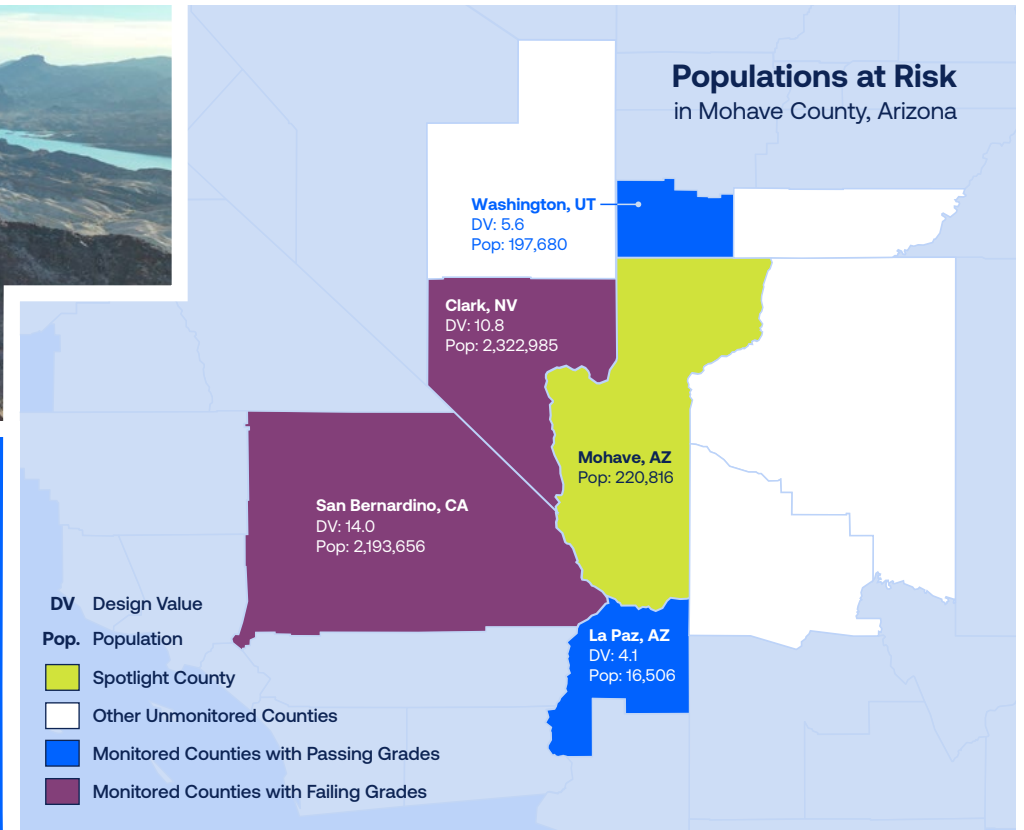 Populations at Risk
in Mohave County, Arizona
Washington, UT
DV: 5.6
Pop: 197,680
Clark, NV
DV: 10.8
Pop: 2,322,985
Mohave, AZ
Pop: 220,816
San Bernardino, CA
DV: 14.0
Pop: 2,193,656
La Paz, AZ
DV: 4.1
Pop: 16,506
DV Design Value
Pop. Population
Spotlight County
Other Unmonitored Counties
Monitored Counties with Passing Grades
Monitored Counties with Failing Grades